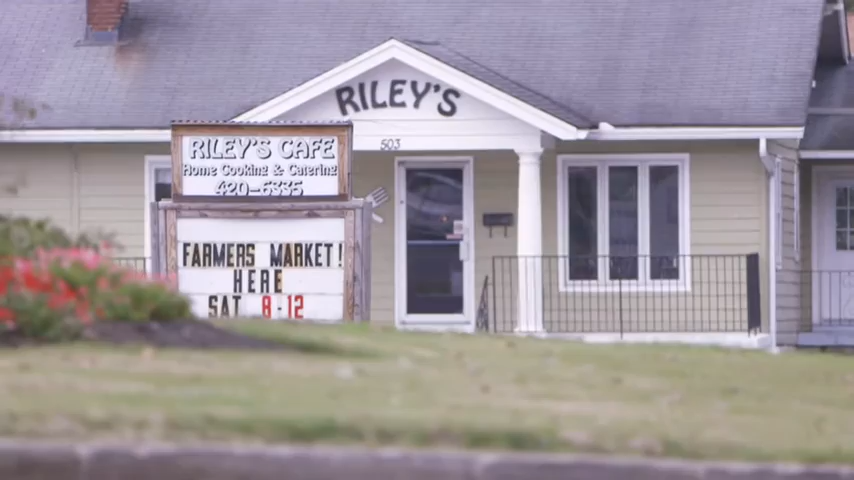 RILEY'S
503
RILEY'S CAFE
Home Cooking & Catering
420-6335
FARMERS MARKET!
HERE
SAT 8-12